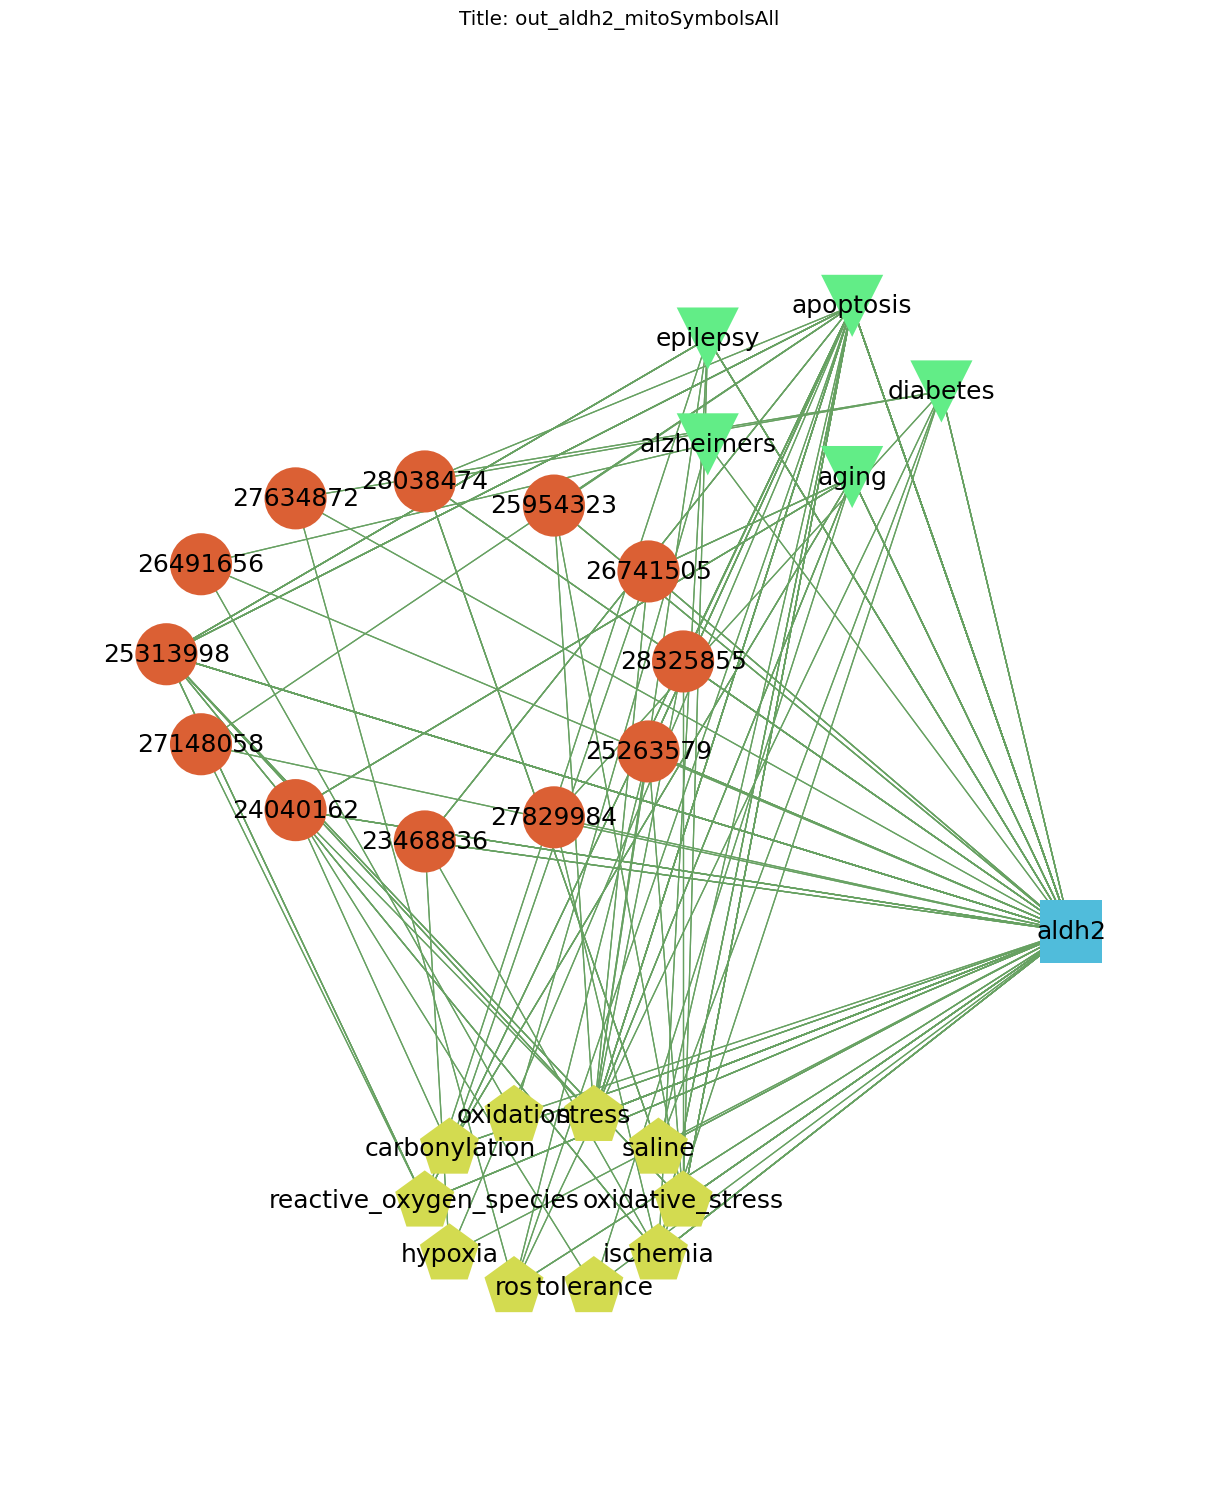 Title: out_aldh2_mitoSymbolsAll
apoptosis
epilepsy
diabetes
alzheimers
aging
28038474
27634872
25954323
26491656
26741505
25313998
28325855
27148058
25263579
24040162
27829984
23468836
aldh2
oxidation
stress
carbonylation
saline
reactive_oxygen_species
oxidative_stress
hypoxia
ischemia
ros
tolerance